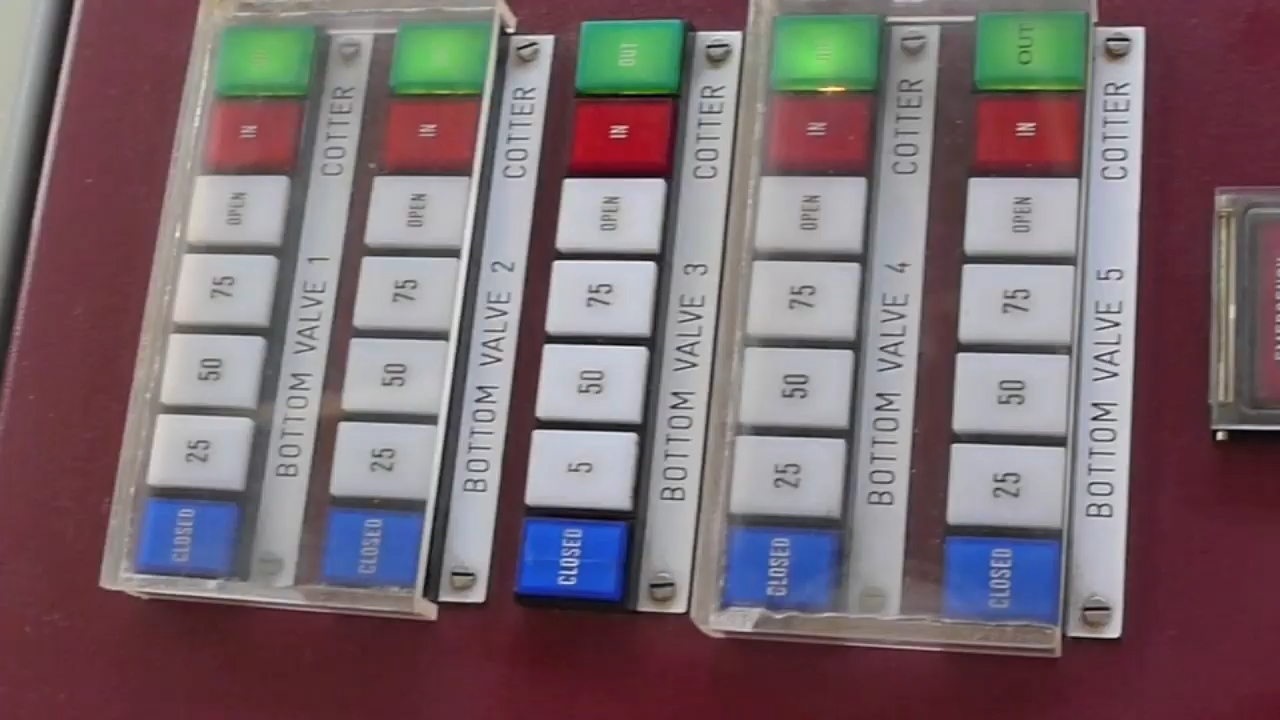 CLOSED 25 50 75 OPEN IN
BOTTOM VALVE 1 COTTER
CLOSED 25 50 75 OPEN IN
BOTTOM VALVE 2 COTTER
CLOSED 5 50 75 OPEN IN OUT
BOTTOM VALVE 3 COTTER
CLOSED 25 50 75 OPEN IN
BOTTOM VALVE 4 COTTER
CLOSED 25 50 75 OPEN IN OUT
BOTTOM VALVE 5 COTTER